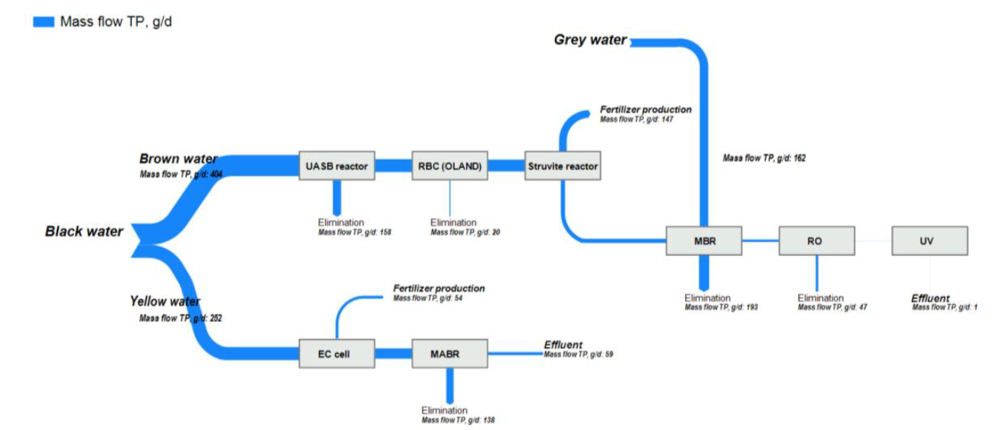 Mass flow TP, g/d
Grey water
Fertilizer production
Mass flow TP, g/d: 147
Brown water
Mass flow TP, g/d: 404
UASB reactor
RBC (OLAND)
Struvite reactor
Mass flow TP, g/d: 162
Elimination
Mass flow TP, g/d: 158
Elimination
Mass flow TP, g/d: 20
Black water
MBR
RO
UV
Elimination
Mass flow TP, g/d: 193
Elimination
Mass flow TP, g/d: 47
Effluent
Mass flow TP, g/d: 1
Yellow water
Mass flow TP, g/d: 252
Fertilizer production
Mass flow TP, g/d: 54
EC cell
MABR
Effluent
Mass flow TP, g/d: 59
Elimination
Mass flow TP, g/d: 138